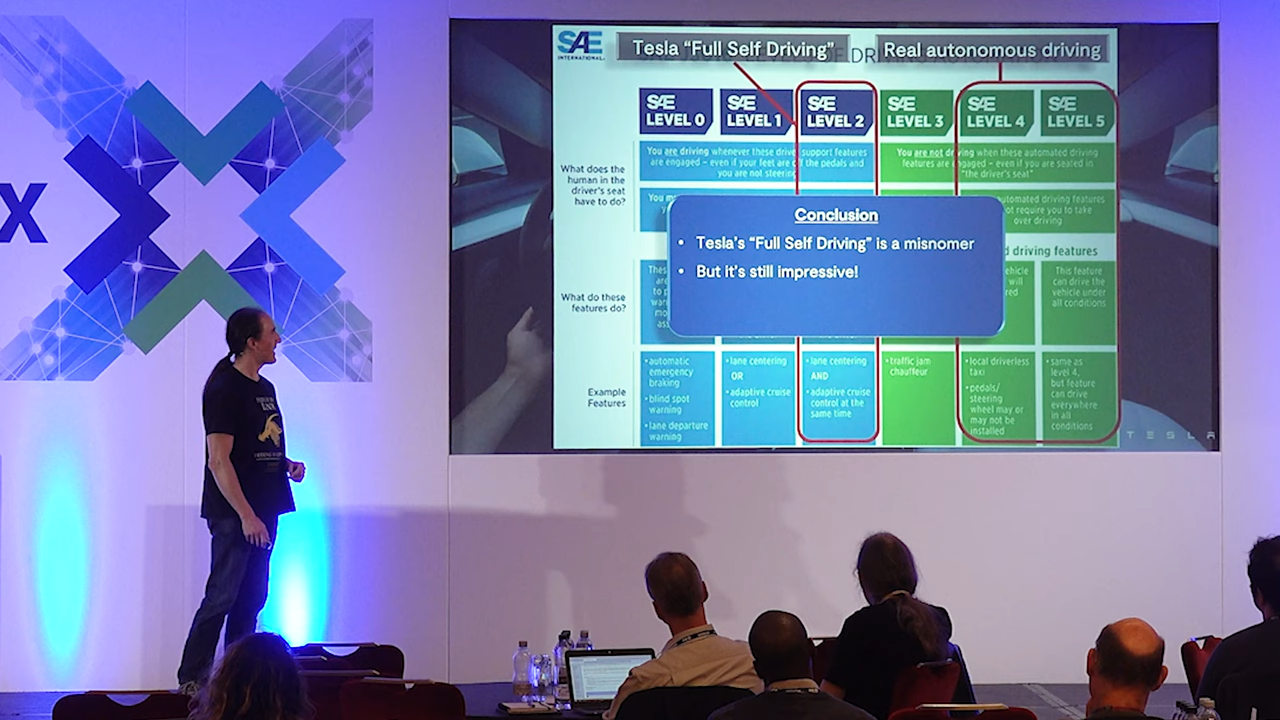 X
SAE
INTERNATIONAL
Tesla “Full Self Driving”
Real autonomous driving
OF DR
SAE LEVEL 0
SAE LEVEL 1
SAE LEVEL 2
SAE LEVEL 3
SAE LEVEL 4
SAE LEVEL 5
What does the
human in the
driver's seat
have to do?
You are driving whenever these driver support features
are engaged – even if your feet are off the pedals and
you are not steering
You are not driving when these automated driving
features are engaged – even if you are seated in
“the driver's seat”
automated driving features
not require you to take
over driving
Conclusion
• Tesla's “Full Self Driving” is a misnomer
• But it's still impressive!
driving features
What do these
features do?
This feature
can drive the
vehicle under
all conditions
Example
Features
• automatic
emergency
braking
• blind spot
warning
• lane departure
warning
• lane centering
OR
• adaptive cruise
control
• lane centering
AND
• adaptive cruise
control at the
same time
• traffic jam
chauffeur
• local driverless
taxi
• pedals/
steering
wheel may or
may not be
installed
• same as
level 4,
but feature
can drive
everywhere
in all
conditions
TESLA